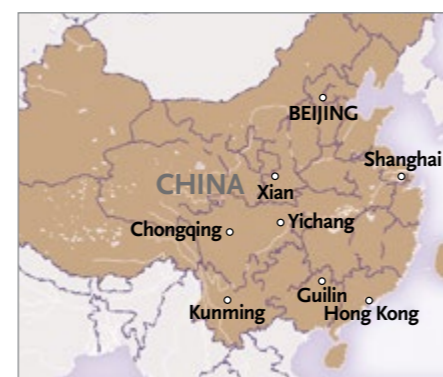 BEIJING
Shanghai
CHINA
Xian
Yichang
Chongqing
Guilin
Kunming
Hong Kong